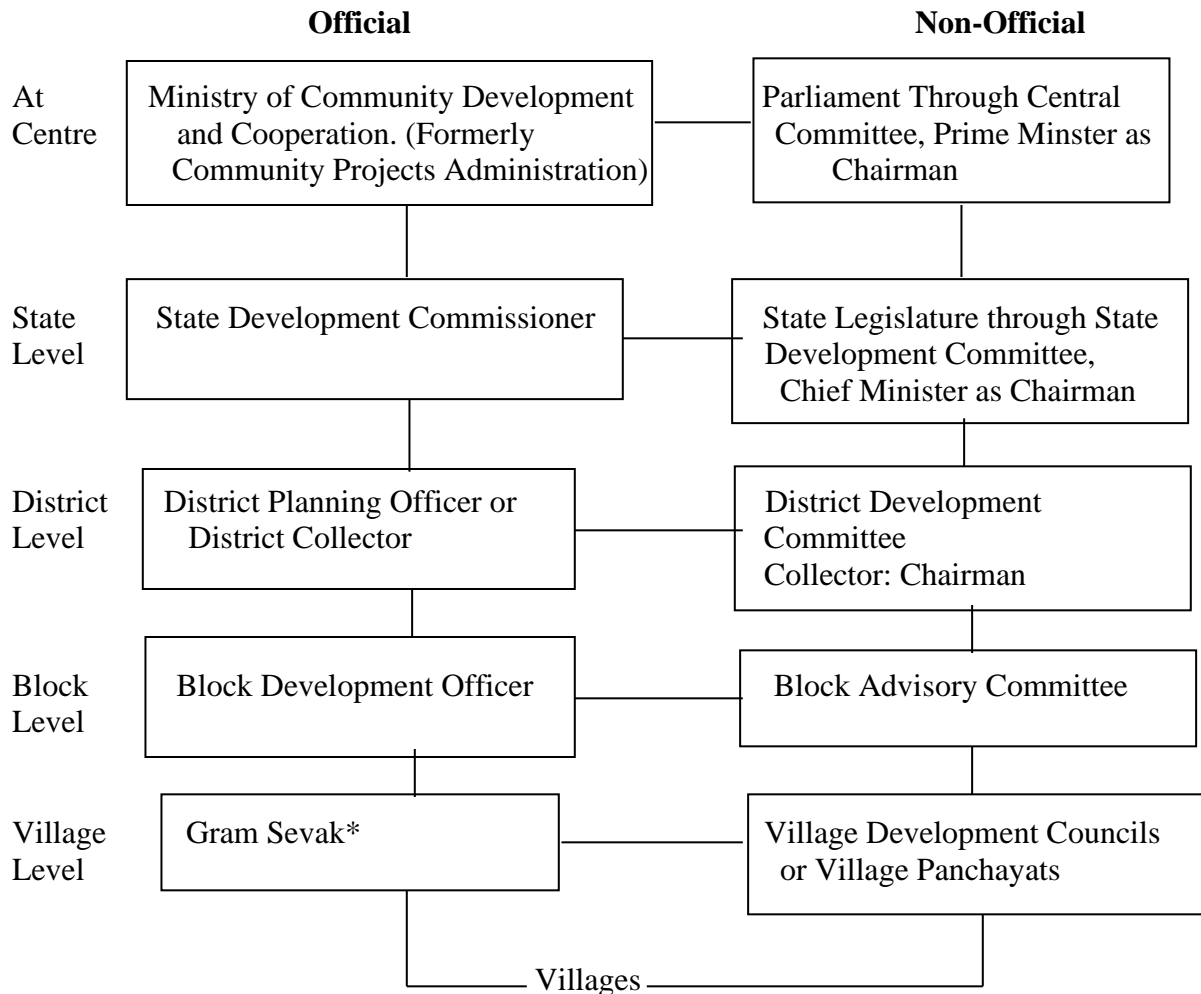 Official
Non-Official
At
Centre
Ministry of Community Development
and Cooperation. (Formerly
Community Projects Administration)
Parliament Through Central
Committee, Prime Minster as
Chairman
State
Level
State Development Commissioner
State Legislature through State
Development Committee,
Chief Minister as Chairman
District
Level
District Planning Officer or
District Collector
District Development
Committee
Collector: Chairman
Block
Level
Block Development Officer
Block Advisory Committee
Village
Level
Gram Sevak*
Village Development Councils
or Village Panchayats
Villages